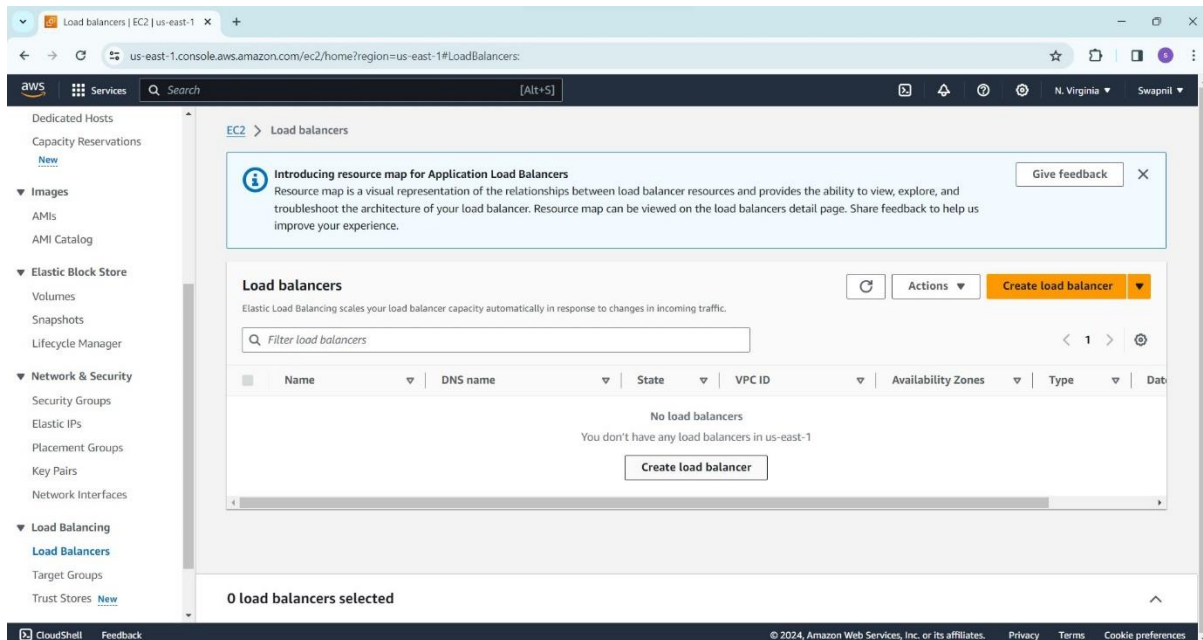 Load balancers | EC2 | us-east-1
us-east-1.console.aws.amazon.com/ec2/home?region=us-east-1#LoadBalancers:
aws
Services
Search
[Alt+S]
N. Virginia
Swapnil
Dedicated Hosts
Capacity Reservations
New
Images
AMIs
AMI Catalog
Elastic Block Store
Volumes
Snapshots
Lifecycle Manager
Network & Security
Security Groups
Elastic IPs
Placement Groups
Key Pairs
Network Interfaces
Load Balancing
Load Balancers
Target Groups
Trust Stores New
EC2 > Load balancers
Introducing resource map for Application Load Balancers
Resource map is a visual representation of the relationships between load balancer resources and provides the ability to view, explore, and
troubleshoot the architecture of your load balancer. Resource map can be viewed on the load balancers detail page. Share feedback to help us
improve your experience.
Give feedback
Load balancers
Elastic Load Balancing scales your load balancer capacity automatically in response to changes in incoming traffic.
Actions
Create load balancer
Filter load balancers
1
Name DNS name State VPC ID Availability Zones Type Dat
No load balancers
You don't have any load balancers in us-east-1
Create load balancer
0 load balancers selected
CloudShell Feedback © 2024, Amazon Web Services, Inc. or its affiliates. Privacy Terms Cookie preferences